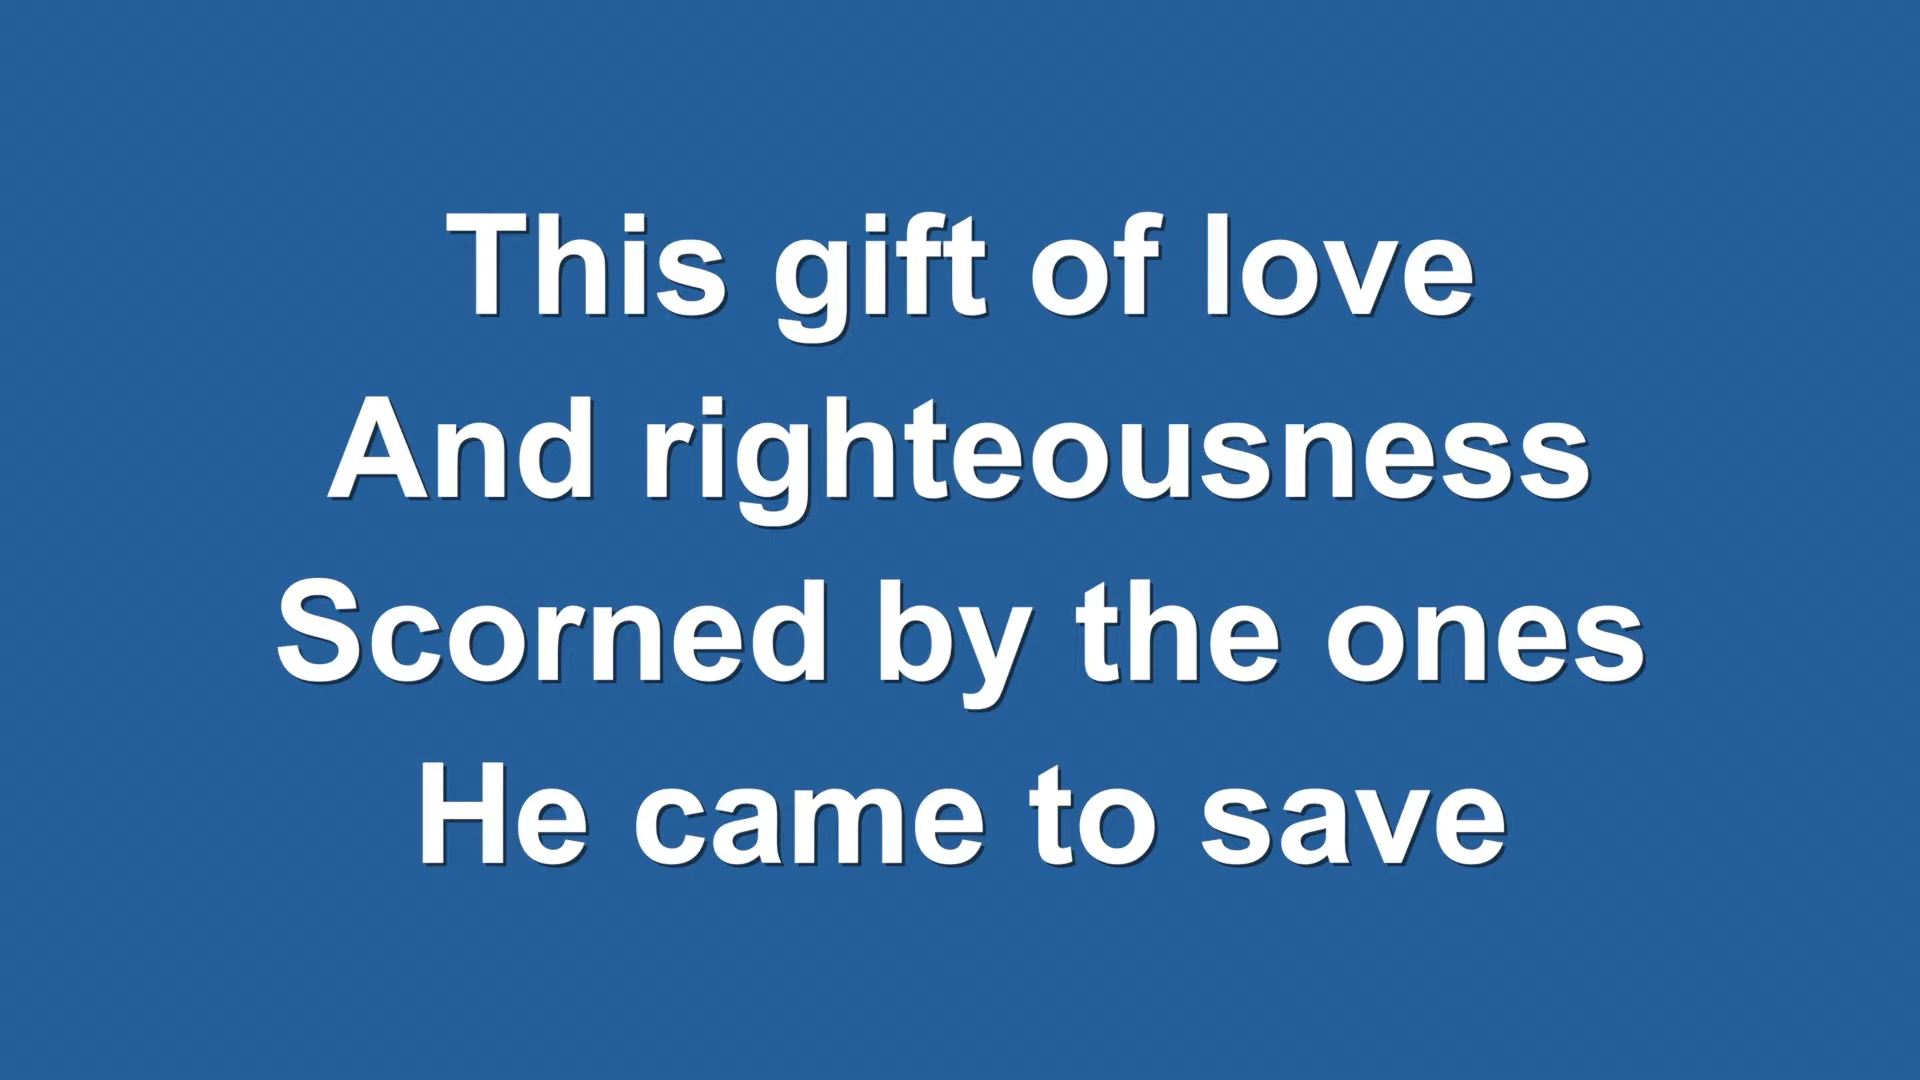 This gift of love
And righteousness
Scorned by the ones
He came to save